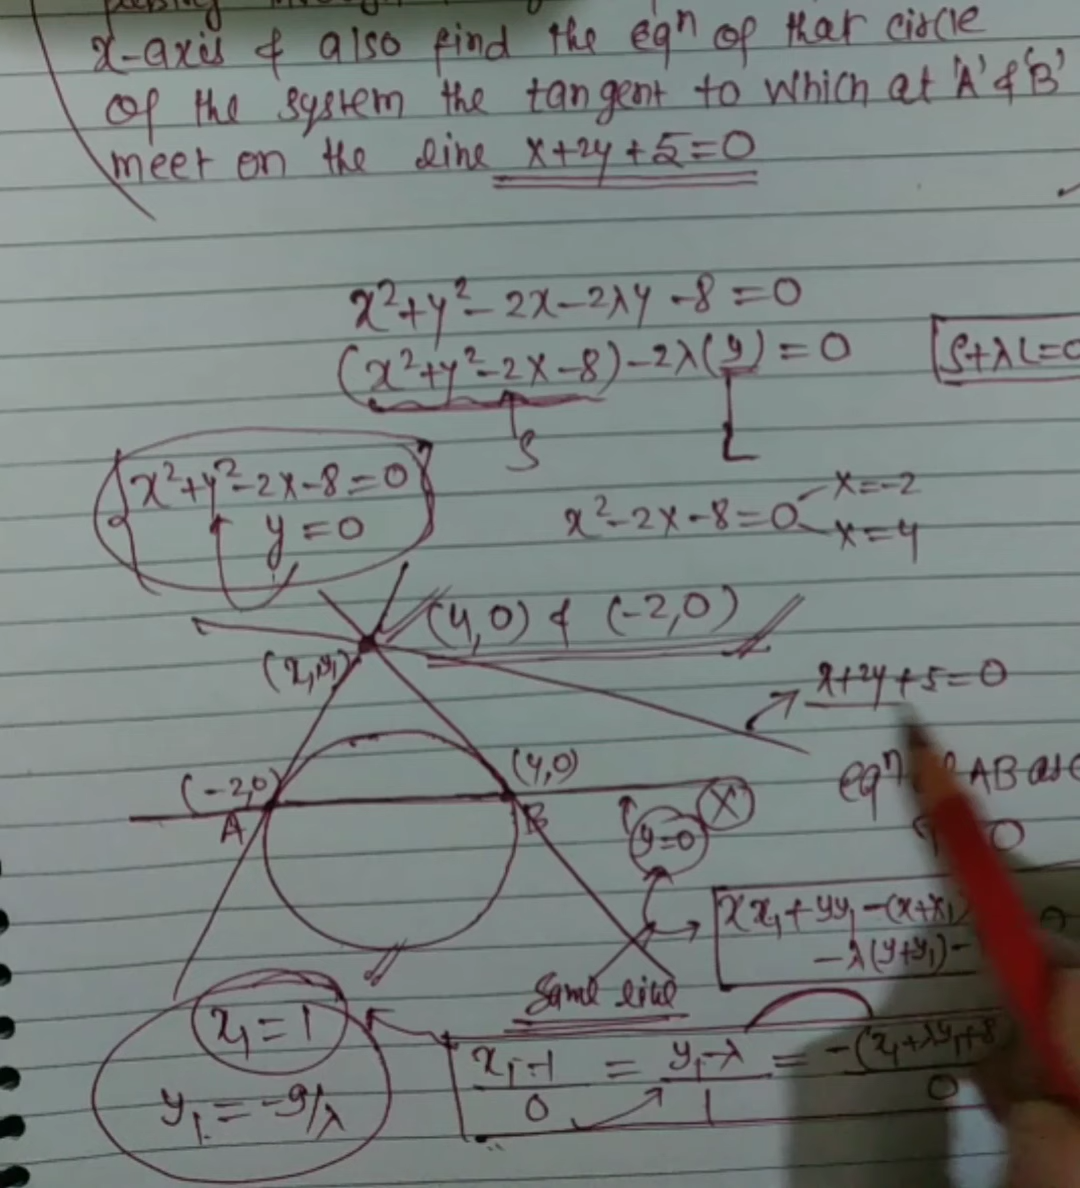 x-axis & also find the eqⁿ of that circle
of the system the tangent to which at 'A' & 'B'
meet on the line x+2y+5=0
x²+y²-2x-2λy-8=0
(x²+y²-2x-8)-2λ(y)=0
S+λL=0
S
L
x²+y²-2x-8=0
y=0
x²-2x-8=0
x=-2
x=4
(4,0) & (-2,0)
(x₁,y₁)
x+2y+5=0
(-2,0)
(4,0)
eqⁿ AB
A
B
y=0
X
0
xx₁+yy₁-(x+x₁)
-λ(y+y₁)-
Same line
x₁=1
y₁=-9/λ
x₁-1/0 = y₁-λ/1 = -(x₁+λy₁+8/0